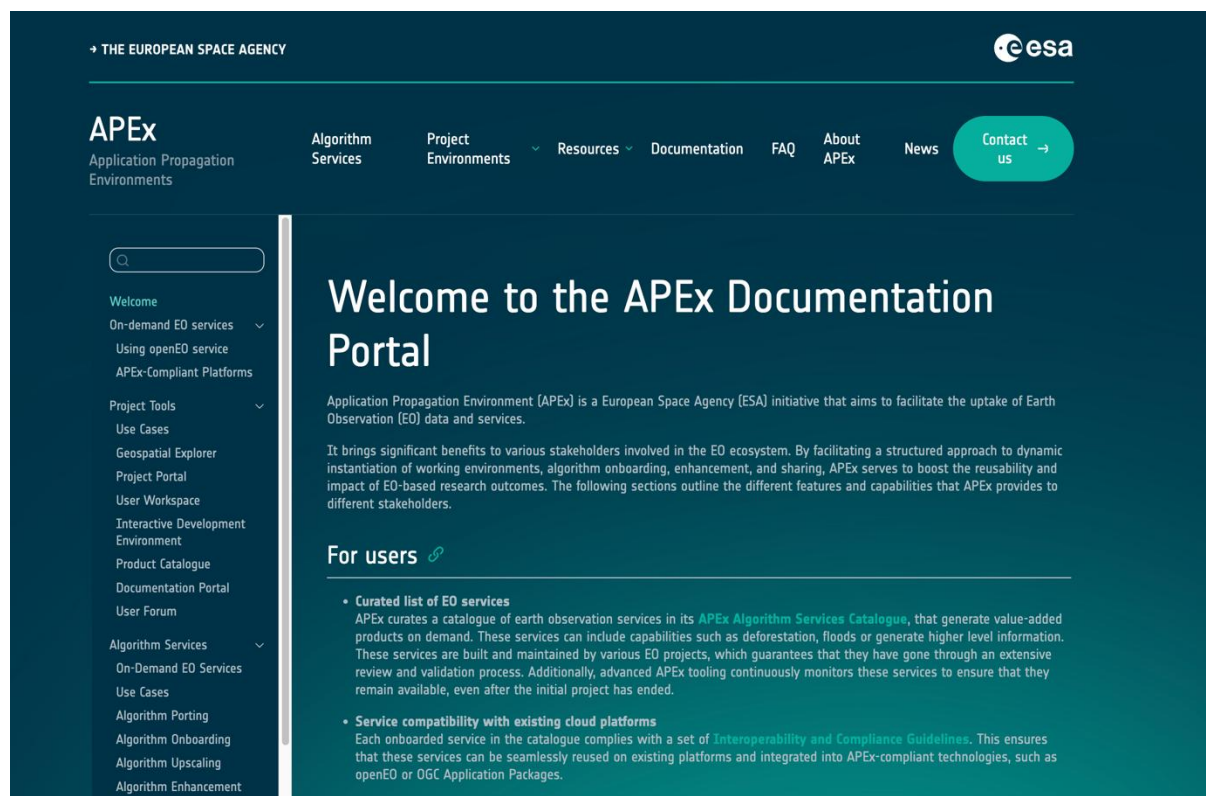 → THE EUROPEAN SPACE AGENCY
esa
APEx
Application Propagation
Environments
Algorithm
Services
Project
Environments
Resources
Documentation
FAQ
About
APEx
News
Contact
us →
Welcome
On-demand EO services
Using openEO service
APEx-Compliant Platforms
Project Tools
Use Cases
Geospatial Explorer
Project Portal
User Workspace
Interactive Development
Environment
Product Catalogue
Documentation Portal
User Forum
Algorithm Services
On-Demand EO Services
Use Cases
Algorithm Porting
Algorithm Onboarding
Algorithm Upscaling
Algorithm Enhancement
Welcome to the APEx Documentation
Portal
Application Propagation Environment (APEx) is a European Space Agency (ESA) initiative that aims to facilitate the uptake of Earth
Observation (EO) data and services.
It brings significant benefits to various stakeholders involved in the EO ecosystem. By facilitating a structured approach to dynamic
instantiation of working environments, algorithm onboarding, enhancement, and sharing, APEx serves to boost the reusability and
impact of EO-based research outcomes. The following sections outline the different features and capabilities that APEx provides to
different stakeholders.
For users
• Curated list of EO services
APEx curates a catalogue of earth observation services in its APEx Algorithm Services Catalogue, that generate value-added
products on demand. These services can include capabilities such as deforestation, floods or generate higher level information.
These services are built and maintained by various EO projects, which guarantees that they have gone through an extensive
review and validation process. Additionally, advanced APEx tooling continuously monitors these services to ensure that they
remain available, even after the initial project has ended.
• Service compatibility with existing cloud platforms
Each onboarded service in the catalogue complies with a set of Interoperability and Compliance Guidelines. This ensures
that these services can be seamlessly reused on existing platforms and integrated into APEx-compliant technologies, such as
openEO or OGC Application Packages.